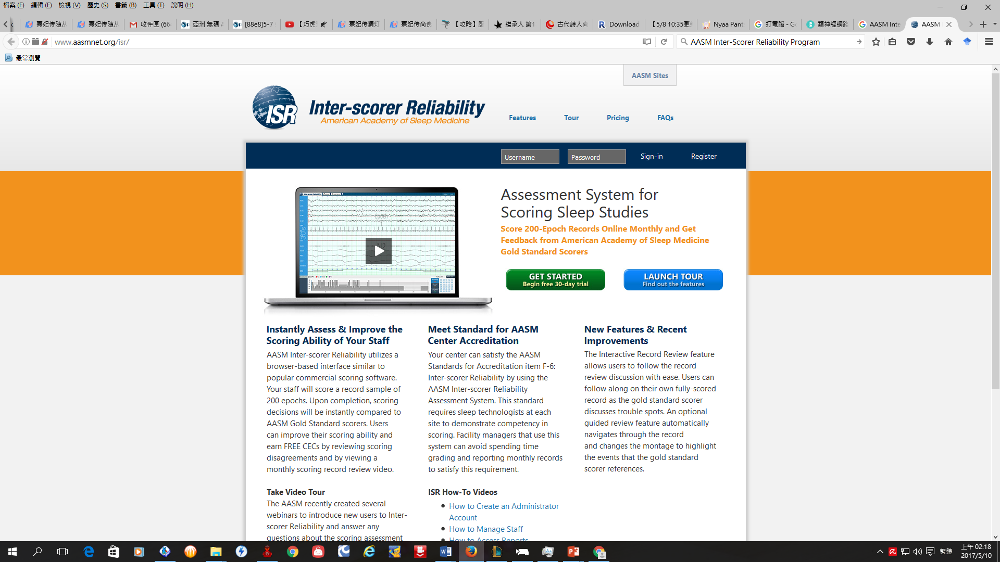 檔案 (F) 編輯 (E) 檢視 (V) 歷史 (S) 書籤 (B) 工具 (T) 說明 (H)
熹妃传随从 熹妃传随从 收件匣 (66 亞洲 無碼 [88e8]5-7 【巧虎 熹妃传猜灯 熹妃传尚食 【攻略】 繼承人 第1 古代詩人尚 Download 【5/8 10:35更 Nyaa Pant 打電腦 - Go 類神經網路 AASM Inte AASM
www.aasmnet.org/isr/ AASM Inter-Scorer Reliability Program
最常瀏覽
AASM Sites
ISR Inter-scorer Reliability
American Academy of Sleep Medicine
Features Tour Pricing FAQs
Username Password Sign-in Register
Inter-scorer Reliability
Epoch
1
30's
N2
Assessment System for
Scoring Sleep Studies
Score 200-Epoch Records Online Monthly and Get
Feedback from American Academy of Sleep Medicine
Gold Standard Scorers
GET STARTED
Begin free 30-day trial
LAUNCH TOUR
Find out the features
Instantly Assess & Improve the
Scoring Ability of Your Staff
AASM Inter-scorer Reliability utilizes a
browser-based interface similar to
popular commercial scoring software.
Your staff will score a record sample of
200 epochs. Upon completion, scoring
decisions will be instantly compared to
AASM Gold Standard scorers. Users
can improve their scoring ability and
earn FREE CECs by reviewing scoring
disagreements and by viewing a
monthly scoring record review video.
Take Video Tour
The AASM recently created several
webinars to introduce new users to Inter-
scorer Reliability and answer any
questions about the scoring assessment
Meet Standard for AASM
Center Accreditation
Your center can satisfy the AASM
Standards for Accreditation item F-6:
Inter-scorer Reliability by using the
AASM Inter-scorer Reliability
Assessment System. This standard
requires sleep technologists at each
site to demonstrate competency in
scoring. Facility managers that use this
system can avoid spending time
grading and reporting monthly records
to satisfy this requirement.
ISR How-To Videos
How to Create an Administrator
Account
How to Manage Staff
How to Access Reports
New Features & Recent
Improvements
The Interactive Record Review feature
allows users to follow the record
review discussion with ease. Users can
follow along on their own fully-scored
record as the gold standard scorer
discusses trouble spots. An optional
guided review feature automatically
navigates through the record
and changes the montage to highlight
the events that the gold standard
scorer references.
繁體
上午 02:18
2017/5/10